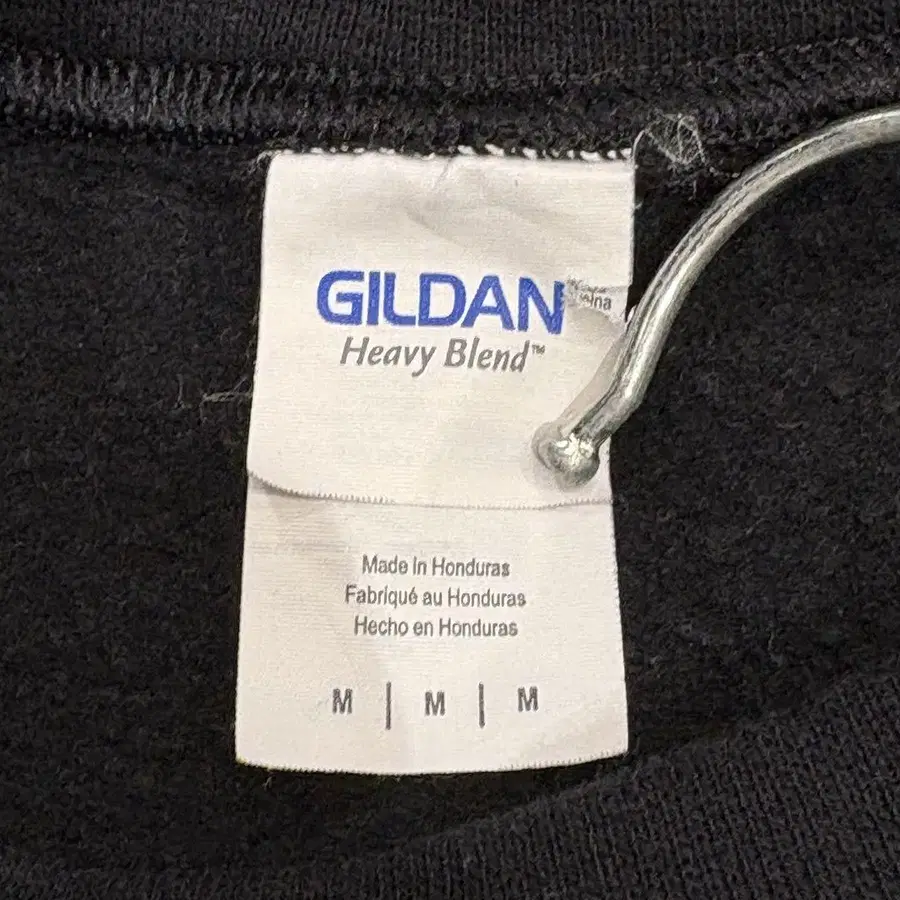 GILDAN
Heavy Blend™
Made in Honduras
Fabriqué au Honduras
Hecho en Honduras
M | M | M